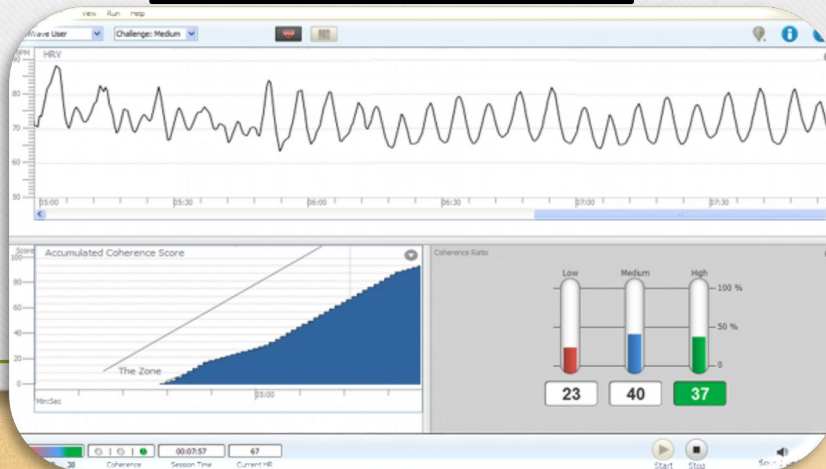 View Run Help
Wave User Challenge: Medium
HRV
80
70
60
50
05:00 05:30 06:00 06:30 07:00 07:30
Score Accumulated Coherence Score
100
80
60
40
20
0
The Zone
05:00
Min:Sec
Coherence Ratio
Low Medium High
100 %
50 %
0
23 40 37
38 00:07:57 67
Coherence Session Time Current HR
Start Stop